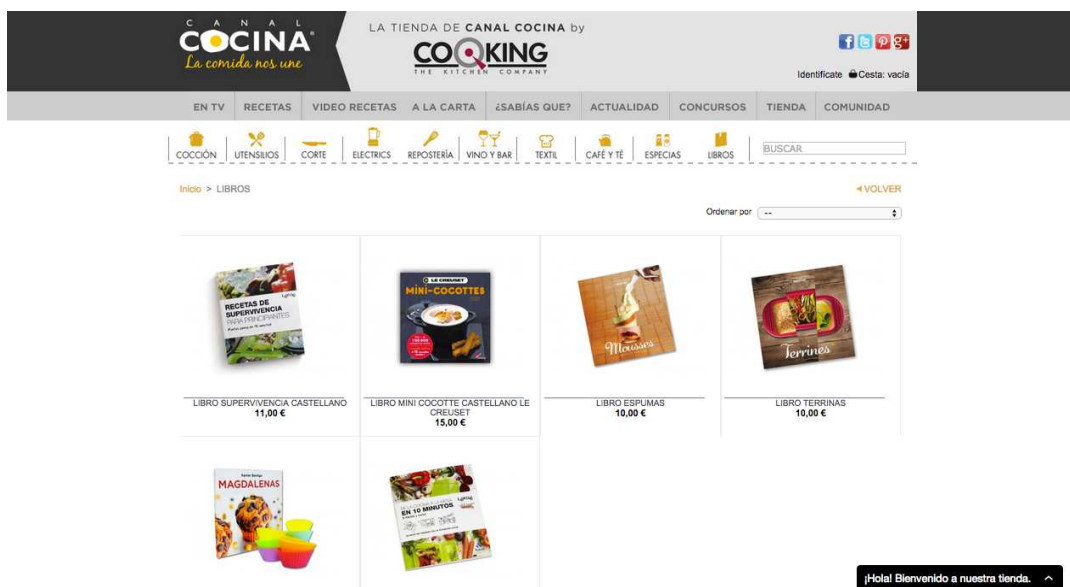 CANAL
COCINA
La comida nos une
LA TIENDA DE CANAL COCINA by
COOKING
THE KITCHEN COMPANY
Identifícate Cesta: vacía
EN TV RECETAS VIDEO RECETAS A LA CARTA ¿SABÍAS QUE? ACTUALIDAD CONCURSOS TIENDA COMUNIDAD
COCCIÓN UTENSILIOS CORTE ELECTRICS REPOSTERÍA VINO Y BAR TEXTIL CAFÉ Y TÉ ESPECIAS LIBROS BUSCAR
Inicio > LIBROS
VOLVER
Ordenar por --
RECETAS DE
SUPERVIVENCIA
PARA PRINCIPIANTES
LE CREUSET
MINI-COCOTTES
Mousses
Terrines
LIBRO SUPERVIVENCIA CASTELLANO
11,00 €
LIBRO MINI COCOTTE CASTELLANO LE
CREUSET
15,00 €
LIBRO ESPUMAS
10,00 €
LIBRO TERRINAS
10,00 €
MAGDALENAS
EN 10 MINUTOS
¡Hola! Bienvenido a nuestra tienda.